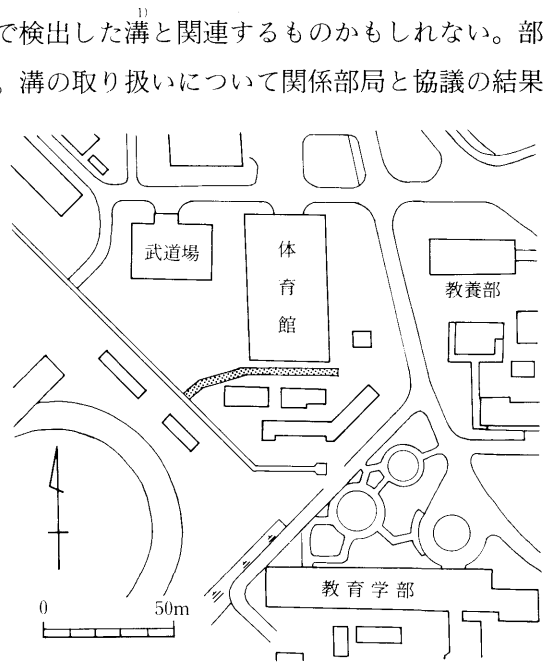 で検出した溝1)と関連するものかもしれない。部
。溝の取り扱いについて関係部局と協議の結果
武道場
体育館
教養部
教育学部
0 50m